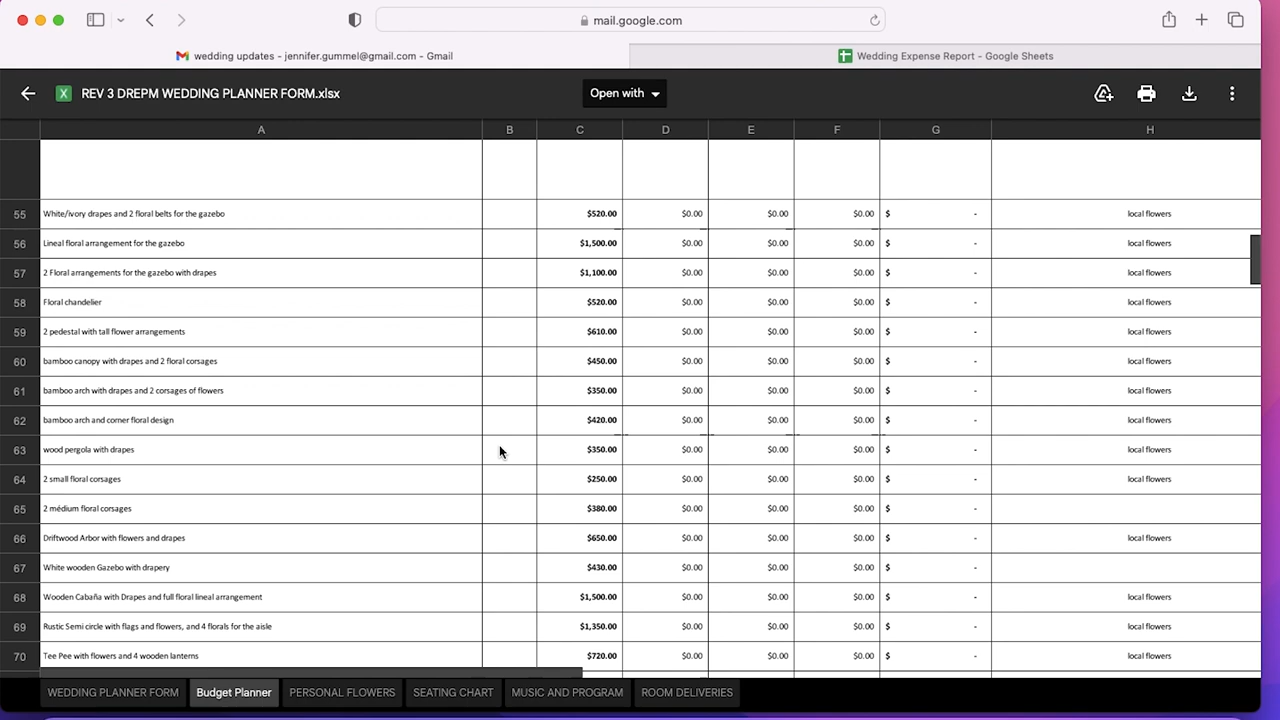 mail.google.com
wedding updates - jennifer.gummel@gmail.com - Gmail
Wedding Expense Report - Google Sheets
REV 3 DREPM WEDDING PLANNER FORM.xlsx
Open with
A B C D E F G H
55 White/ivory drapes and 2 floral belts for the gazebo $520.00 $0.00 $0.00 $0.00 $ - local flowers
56 Lineal floral arrangement for the gazebo $1,500.00 $0.00 $0.00 $0.00 $ - local flowers
57 2 Floral arrangements for the gazebo with drapes $1,100.00 $0.00 $0.00 $0.00 $ - local flowers
58 Floral chandelier $520.00 $0.00 $0.00 $0.00 $ - local flowers
59 2 pedestal with tall flower arrangements $610.00 $0.00 $0.00 $0.00 $ - local flowers
60 bamboo canopy with drapes and 2 floral corsages $450.00 $0.00 $0.00 $0.00 $ - local flowers
61 bamboo arch with drapes and 2 corsages of flowers $350.00 $0.00 $0.00 $0.00 $ - local flowers
62 bamboo arch and corner floral design $420.00 $0.00 $0.00 $0.00 $ - local flowers
63 wood pergola with drapes $350.00 $0.00 $0.00 $0.00 $ - local flowers
64 2 small floral corsages $250.00 $0.00 $0.00 $0.00 $ - local flowers
65 2 médium floral corsages $380.00 $0.00 $0.00 $0.00 $ -
66 Driftwood Arbor with flowers and drapes $650.00 $0.00 $0.00 $0.00 $ - local flowers
67 White wooden Gazebo with drapery $430.00 $0.00 $0.00 $0.00 $ -
68 Wooden Cabaña with Drapes and full floral lineal arrangement $1,500.00 $0.00 $0.00 $0.00 $ - local flowers
69 Rustic Semi circle with flags and flowers, and 4 florals for the aisle $1,350.00 $0.00 $0.00 $0.00 $ - local flowers
70 Tee Pee with flowers and 4 wooden lanterns $720.00 $0.00 $0.00 $0.00 $ - local flowers
WEDDING PLANNER FORM Budget Planner PERSONAL FLOWERS SEATING CHART MUSIC AND PROGRAM ROOM DELIVERIES